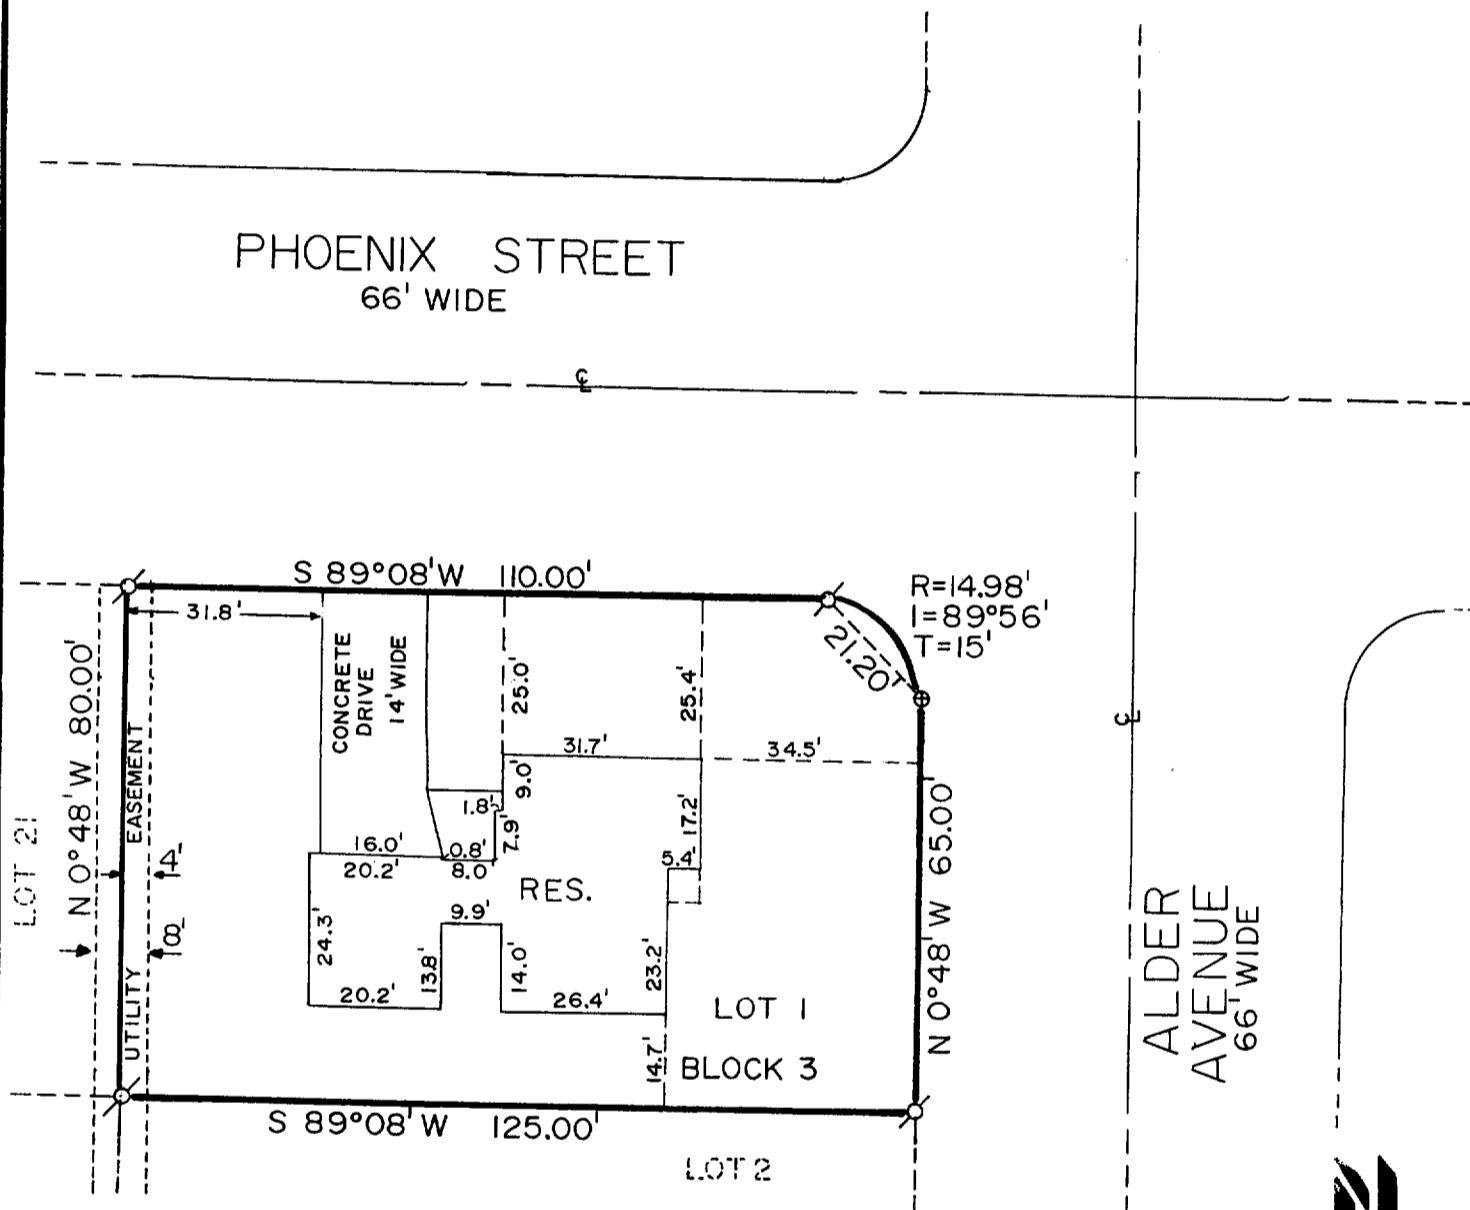 PHOENIX STREET
66' WIDE
℄
S 89°08'W 110.00'
R=14.98'
I=89°56'
T=15'
21.20'
31.8'
CONCRETE
DRIVE
14' WIDE
25.0'
25.4'
31.7'
34.5'
9.0'
1.8'
7.9'
17.2'
16.0'
0.8'
5.4'
20.2'
8.0'
RES.
9.9'
24.3'
13.8'
14.0'
23.2'
20.2'
26.4'
14.7'
LOT 1
BLOCK 3
N 0°48'W 80.00'
LOT 21
UTILITY EASEMENT
4'
8'
N 0°48'W 65.00'
℄
ALDER
AVENUE
66' WIDE
S 89°08'W 125.00'
LOT 2